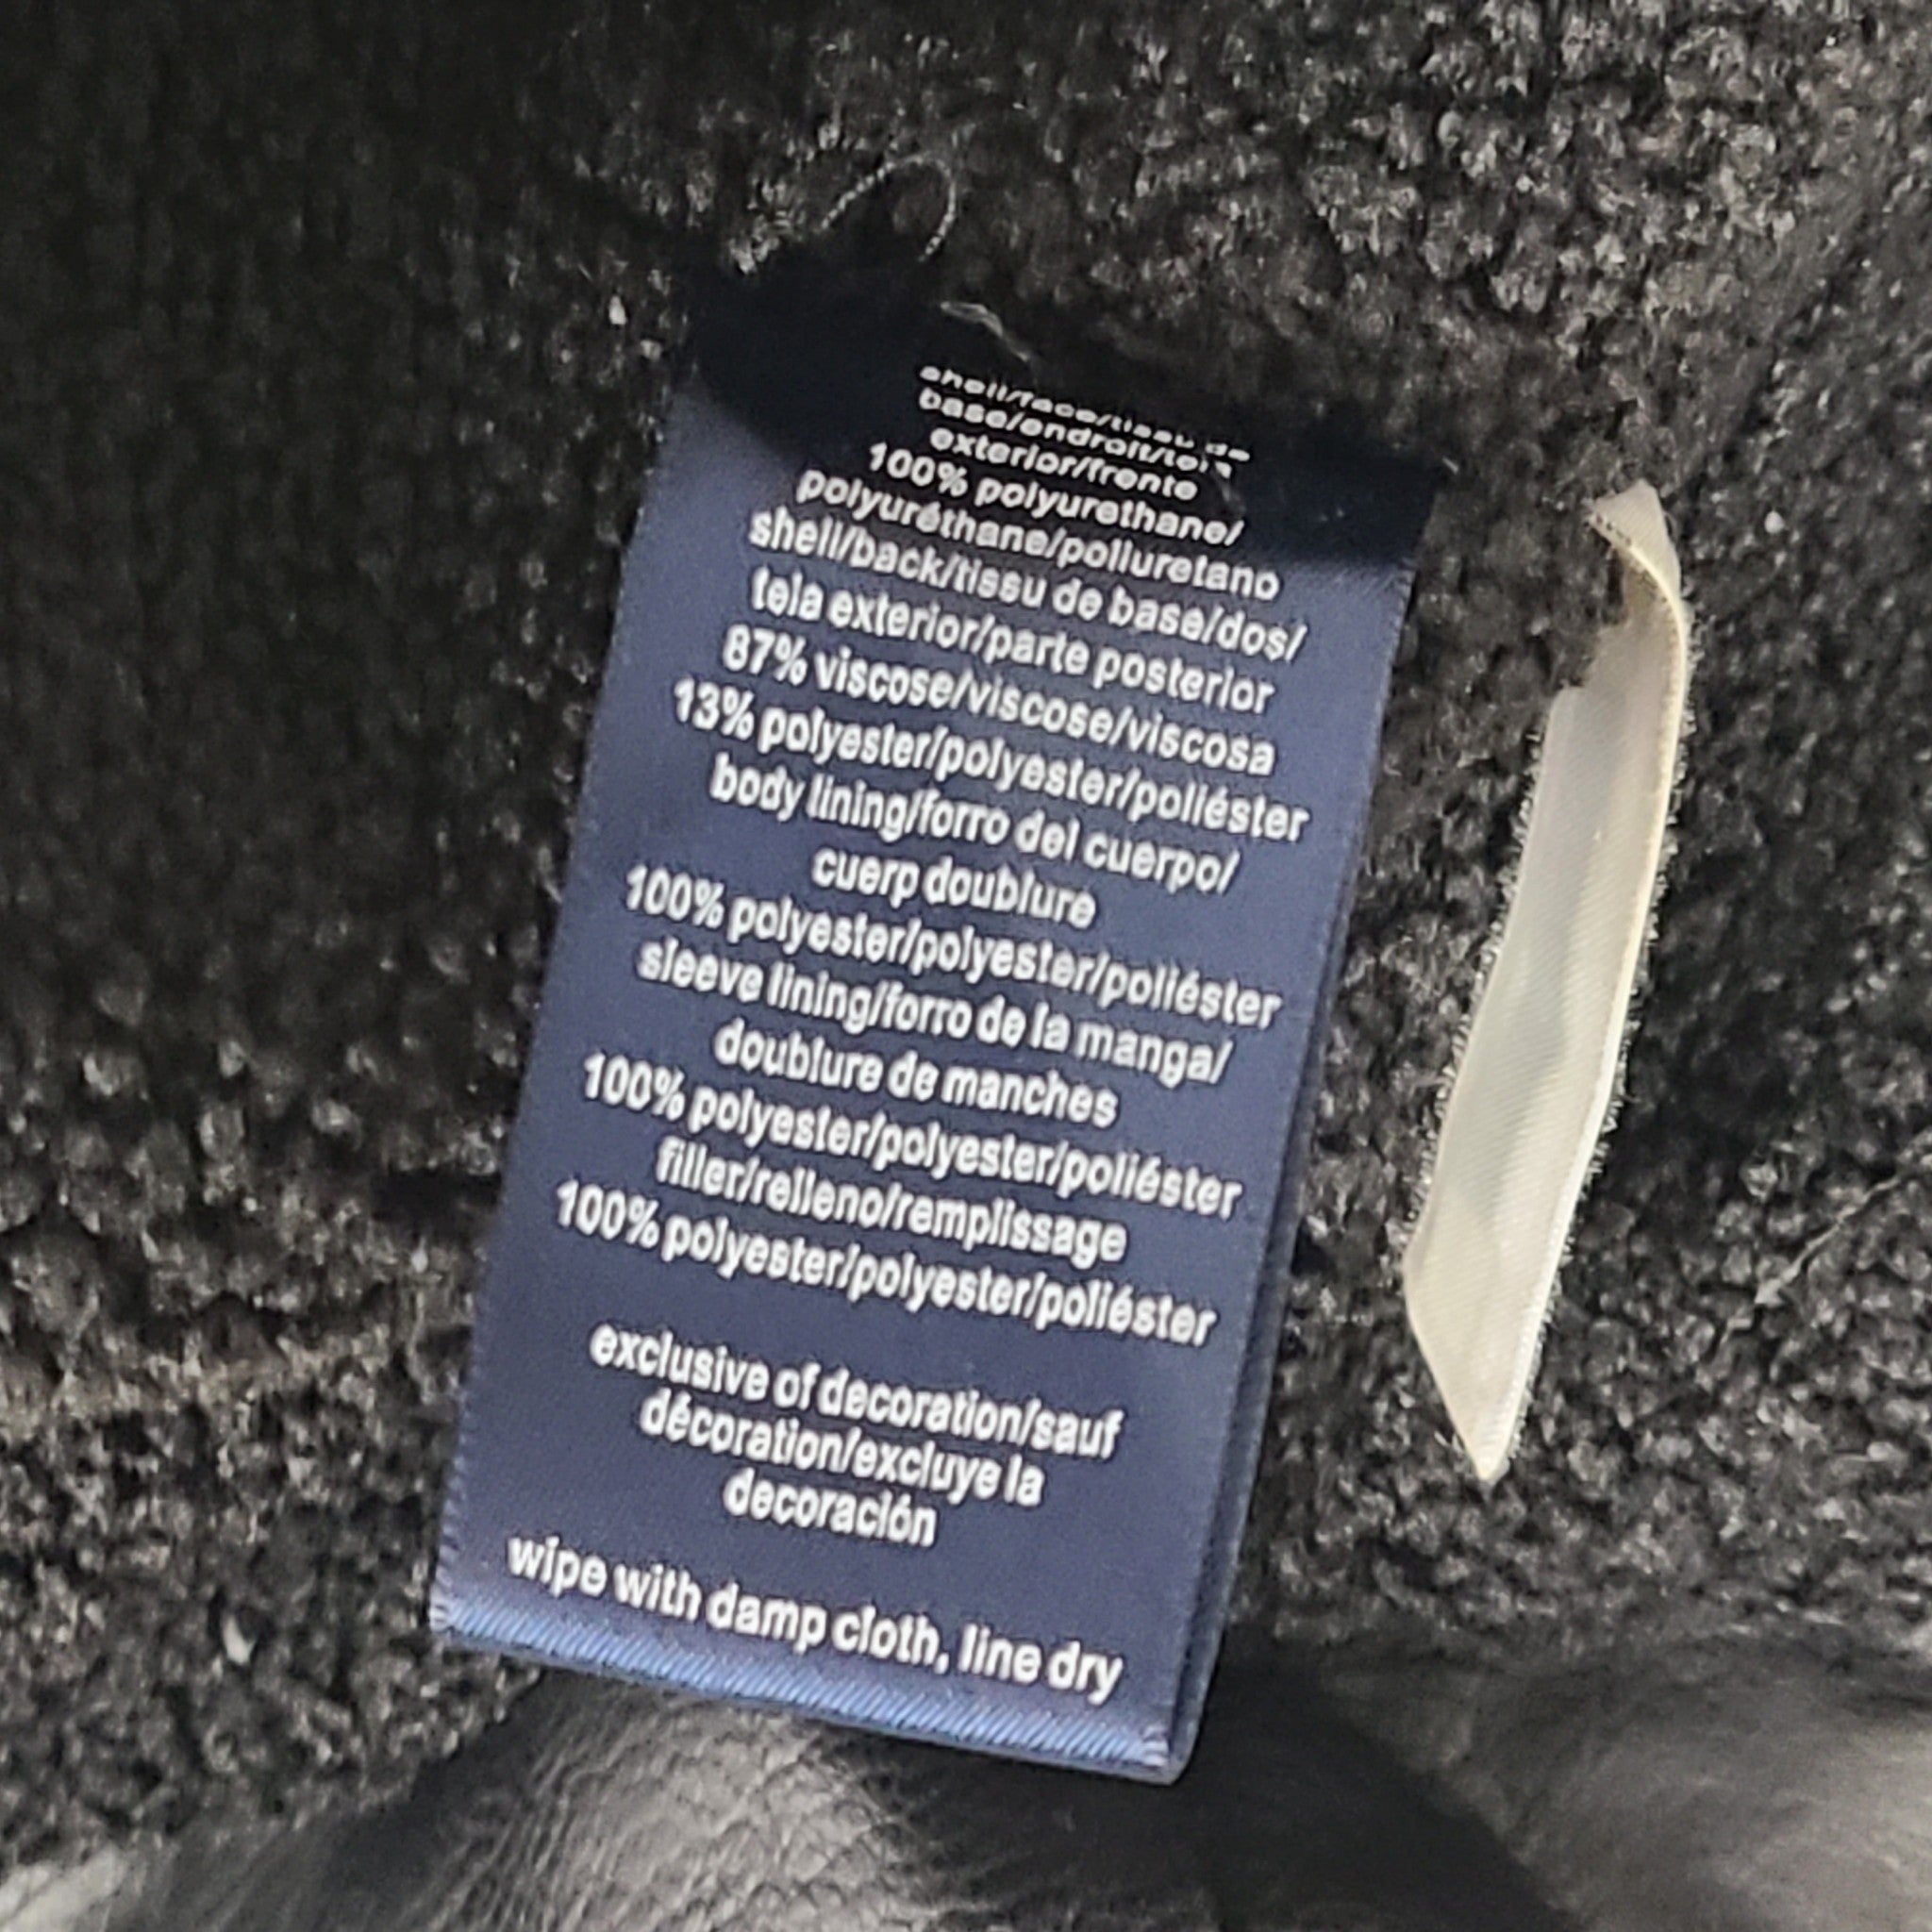 shell/face/tissu de
base/endroit/tela
exterior/frente
100% polyurethane/
polyuréthane/poliuretano
shell/back/tissu de base/dos/
tela exterior/parte posterior
87% viscose/viscose/viscosa
13% polyester/polyester/poliéster
body lining/forro del cuerpo/
cuerp doublure
100% polyester/polyester/poliéster
sleeve lining/forro de la manga/
doublure de manches
100% polyester/polyester/poliéster
filler/relleno/remplissage
100% polyester/polyester/poliéster
exclusive of decoration/sauf
décoration/excluye la
decoración
wipe with damp cloth, line dry